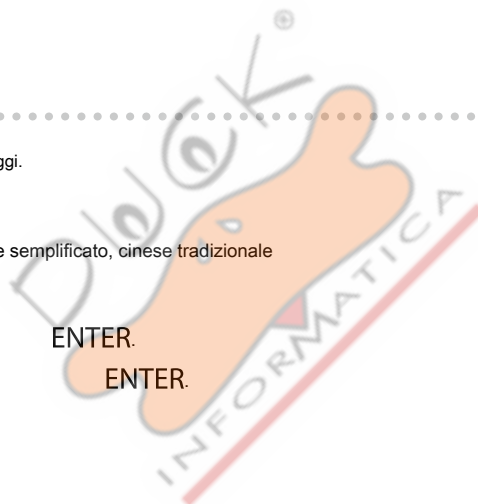 ggi.
e semplificato, cinese tradizionale
ENTER.
ENTER.
®
INFORMATICA